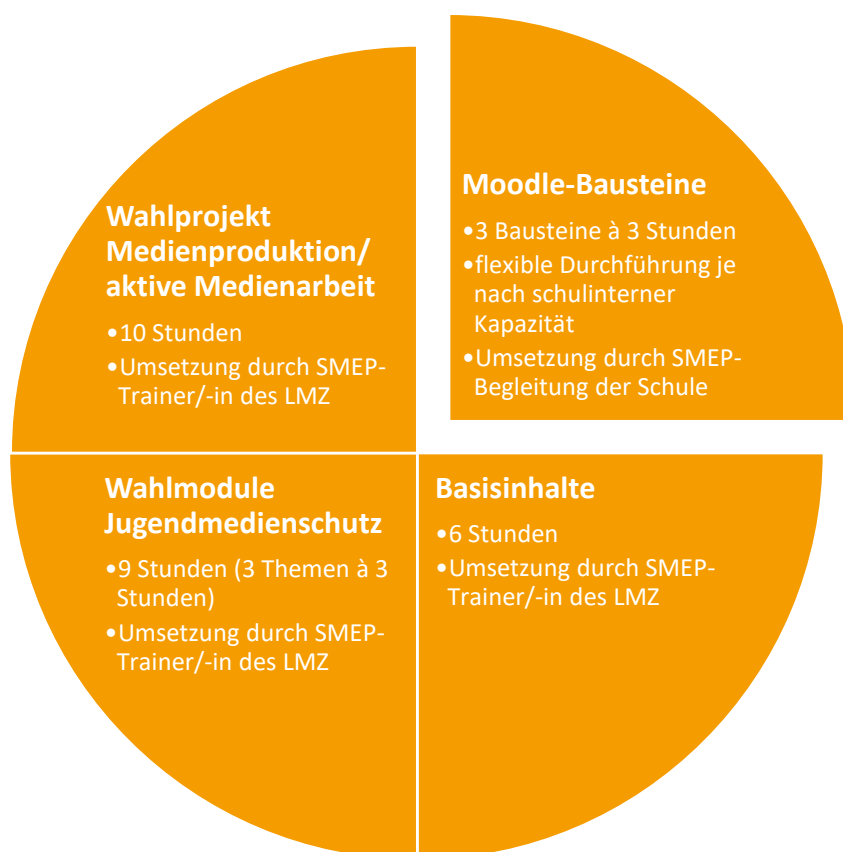 Wahlprojekt
Medienproduktion/
aktive Medienarbeit
•10 Stunden
•Umsetzung durch SMEP-
Trainer/-in des LMZ
Moodle-Bausteine
•3 Bausteine à 3 Stunden
•flexible Durchführung je
nach schulinterner
Kapazität
•Umsetzung durch SMEP-
Begleitung der Schule
Wahlmodule
Jugendmedienschutz
•9 Stunden (3 Themen à 3
Stunden)
•Umsetzung durch SMEP-
Trainer/-in des LMZ
Basisinhalte
•6 Stunden
•Umsetzung durch SMEP-
Trainer/-in des LMZ